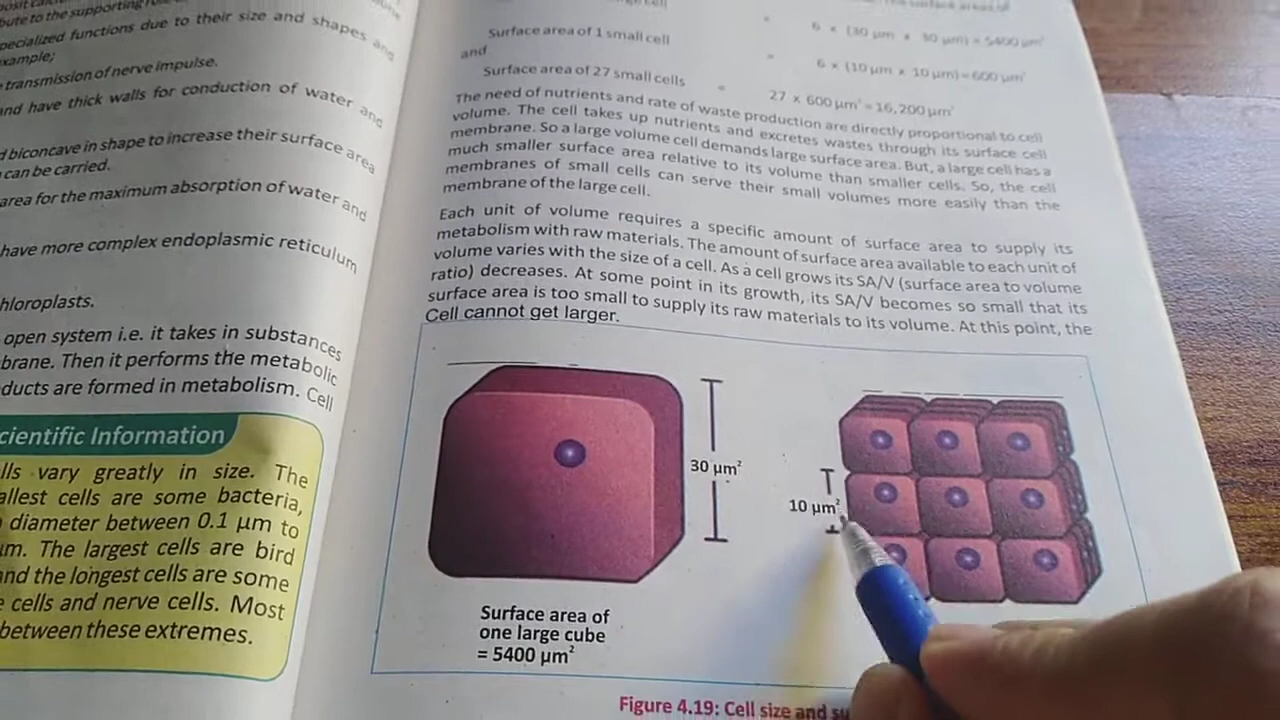 bute to the supporting
pecialized functions due to their size and shapes and
example;
transmission of nerve impulse.
and have thick walls for conduction of water and
d biconcave in shape to increase their surface area
can be carried.
area for the maximum absorption of water and
have more complex endoplasmic reticulum
hloroplasts.
open system i.e. it takes in substances
brane. Then it performs the metabolic
ducts are formed in metabolism. Cell
cientific Information
lls vary greatly in size. The
allest cells are some bacteria,
diameter between 0.1 µm to
µm. The largest cells are bird
and the longest cells are some
cells and nerve cells. Most
between these extremes.
6 × (30 µm × 30 µm) = 5400 µm²
Surface area of 1 small cell = 6 × (10 µm × 10 µm) = 600 µm²
and
Surface area of 27 small cells = 27 × 600 µm² = 16,200 µm²
The need of nutrients and rate of waste production are directly proportional to cell
volume. The cell takes up nutrients and excretes wastes through its surface cell
membrane. So a large volume cell demands large surface area. But, a large cell has a
much smaller surface area relative to its volume than smaller cells. So, the cell
membranes of small cells can serve their small volumes more easily than the
membrane of the large cell.
Each unit of volume requires a specific amount of surface area to supply its
metabolism with raw materials. The amount of surface area available to each unit of
volume varies with the size of a cell. As a cell grows its SA/V (surface area to volume
ratio) decreases. At some point in its growth, its SA/V becomes so small that its
surface area is too small to supply its raw materials to its volume. At this point, the
Cell cannot get larger.
30 µm²
10 µm²
Surface area of
one large cube
= 5400 µm²
Figure 4.19: Cell size and su